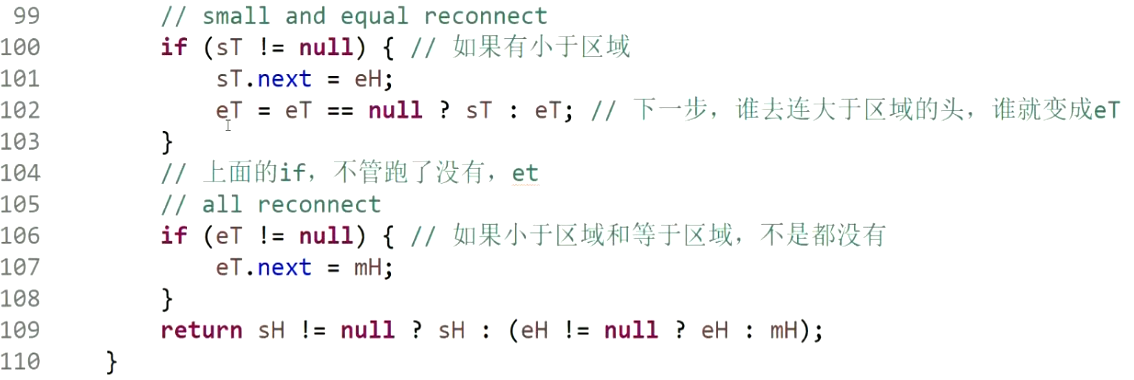 99 // small and equal reconnect
100 if (sT != null) { // 如果有小于区域
101 sT.next = eH;
102 eT = eT == null ? sT : eT; // 下一步，谁去连大于区域的头，谁就变成eT
103 }
104 // 上面的if，不管跑了没有，et
105 // all reconnect
106 if (eT != null) { // 如果小于区域和等于区域，不是都没有
107 eT.next = mH;
108 }
109 return sH != null ? sH : (eH != null ? eH : mH);
110 }